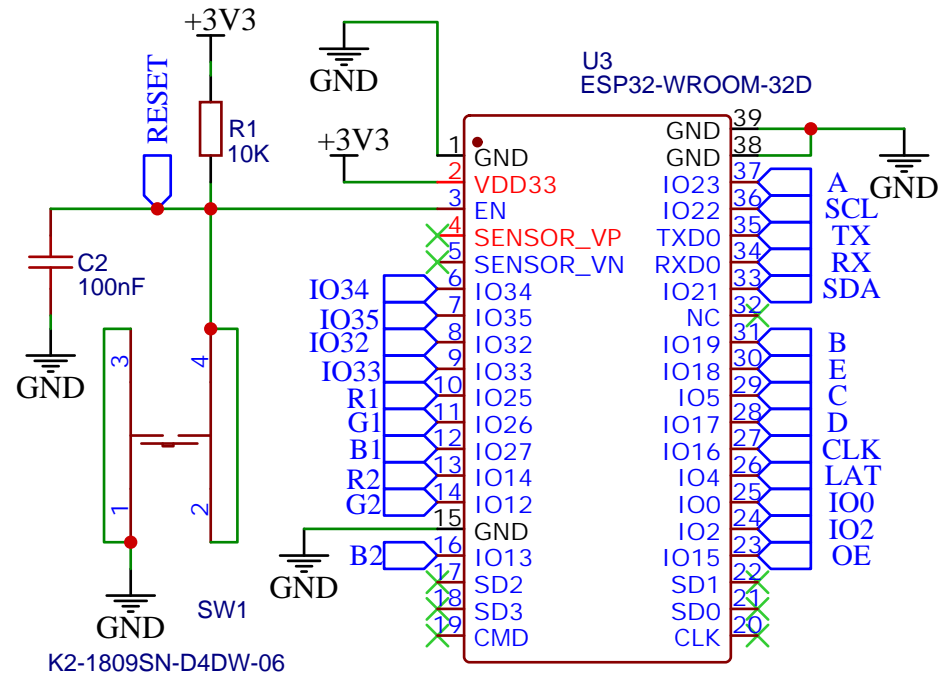 +3V3
RESET
R1
10K
C2
100nF
GND
3
4
1
2
GND
SW1
K2-1809SN-D4DW-06
GND
+3V3
U3
ESP32-WROOM-32D
1 GND
2 VDD33
3 EN
4 SENSOR_VP
5 SENSOR_VN
IO34 6 IO34
IO35 7 IO35
IO32 8 IO32
IO33 9 IO33
R1 10 IO25
G1 11 IO26
B1 12 IO27
R2 13 IO14
G2 14 IO12
15 GND
GND
B2 16 IO13
17 SD2
18 SD3
19 CMD
GND 39
GND 38
GND
IO23 37 A
IO22 36 SCL
TXD0 35 TX
RXD0 34 RX
IO21 33 SDA
NC 32
IO19 31 B
IO18 30 E
IO5 29 C
IO17 28 D
IO16 27 CLK
IO4 26 LAT
IO0 25 IO0
IO2 24 IO2
IO15 23 OE
SD1 22
SD0 21
CLK 20